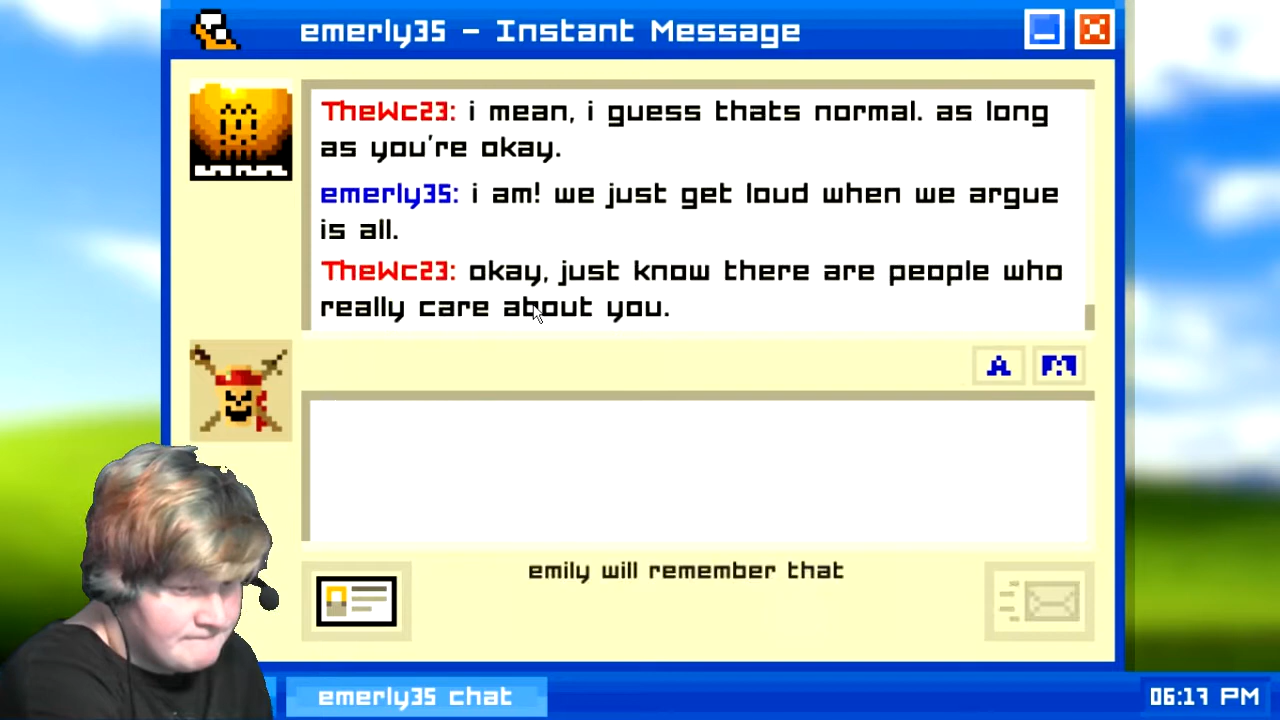 emerly35 - Instant Message
TheWc23: i mean, i guess thats normal. as long
as you're okay.
emerly35: i am! we just get loud when we argue
is all.
TheWc23: okay, just know there are people who
really care about you.
A
emily will remember that
emerly35 chat
06:17 PM